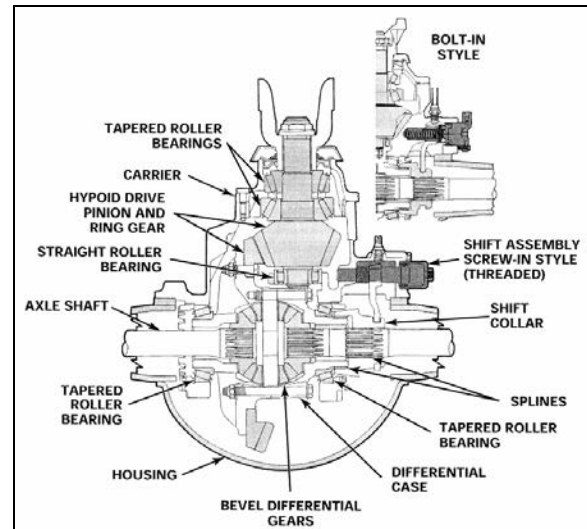 BOLT-IN
STYLE
TAPERED ROLLER
BEARINGS
CARRIER
HYPOID DRIVE
PINION AND
RING GEAR
STRAIGHT ROLLER
BEARING
SHIFT ASSEMBLY
SCREW-IN STYLE
(THREADED)
AXLE SHAFT
SHIFT
COLLAR
TAPERED
ROLLER
BEARING
SPLINES
TAPERED ROLLER
BEARING
HOUSING
DIFFERENTIAL
CASE
BEVEL DIFFERENTIAL
GEARS